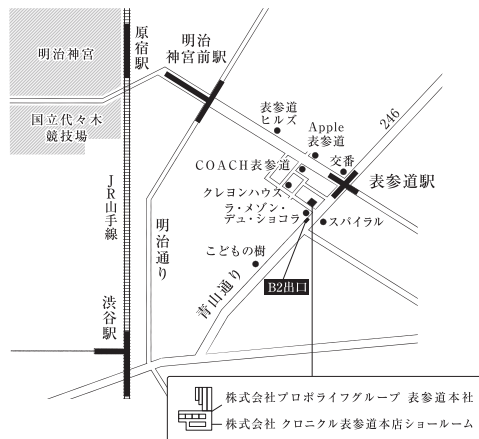 原宿駅
明治神宮
明治
神宮前駅
国立代々木
競技場
表参道
ヒルズ
Apple
表参道
246
交番
COACH表参道
表参道駅
クレヨンハウス
ラ・メゾン・
デュ・ショコラ
スパイラル
JR山手線
明治通り
こどもの樹
青山通り
B2出口
渋谷駅
株式会社プロポライフグループ 表参道本社
株式会社 クロニクル表参道本店ショールーム